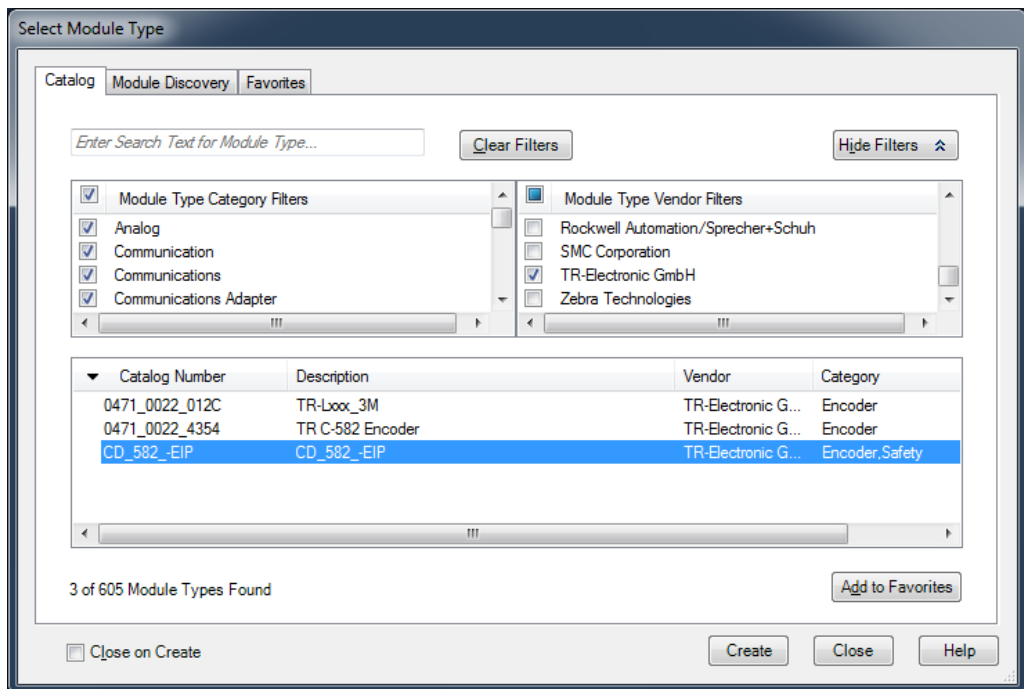 Select Module Type
Catalog Module Discovery Favorites
Enter Search Text for Module Type... Clear Filters Hide Filters
Module Type Category Filters Module Type Vendor Filters
Analog Rockwell Automation/Sprecher+Schuh
Communication SMC Corporation
Communications TR-Electronic GmbH
Communications Adapter Zebra Technologies
Catalog Number Description Vendor Category
0471_0022_012C TR-Lxxx_3M TR-Electronic G... Encoder
0471_0022_4354 TR C-582 Encoder TR-Electronic G... Encoder
CD_582_-EIP CD_582_-EIP TR-Electronic G... Encoder,Safety
3 of 605 Module Types Found Add to Favorites
Close on Create Create Close Help